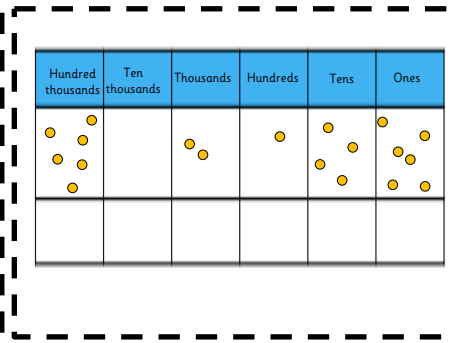 Hundred thousands
Ten thousands
Thousands
Hundreds
Tens
Ones